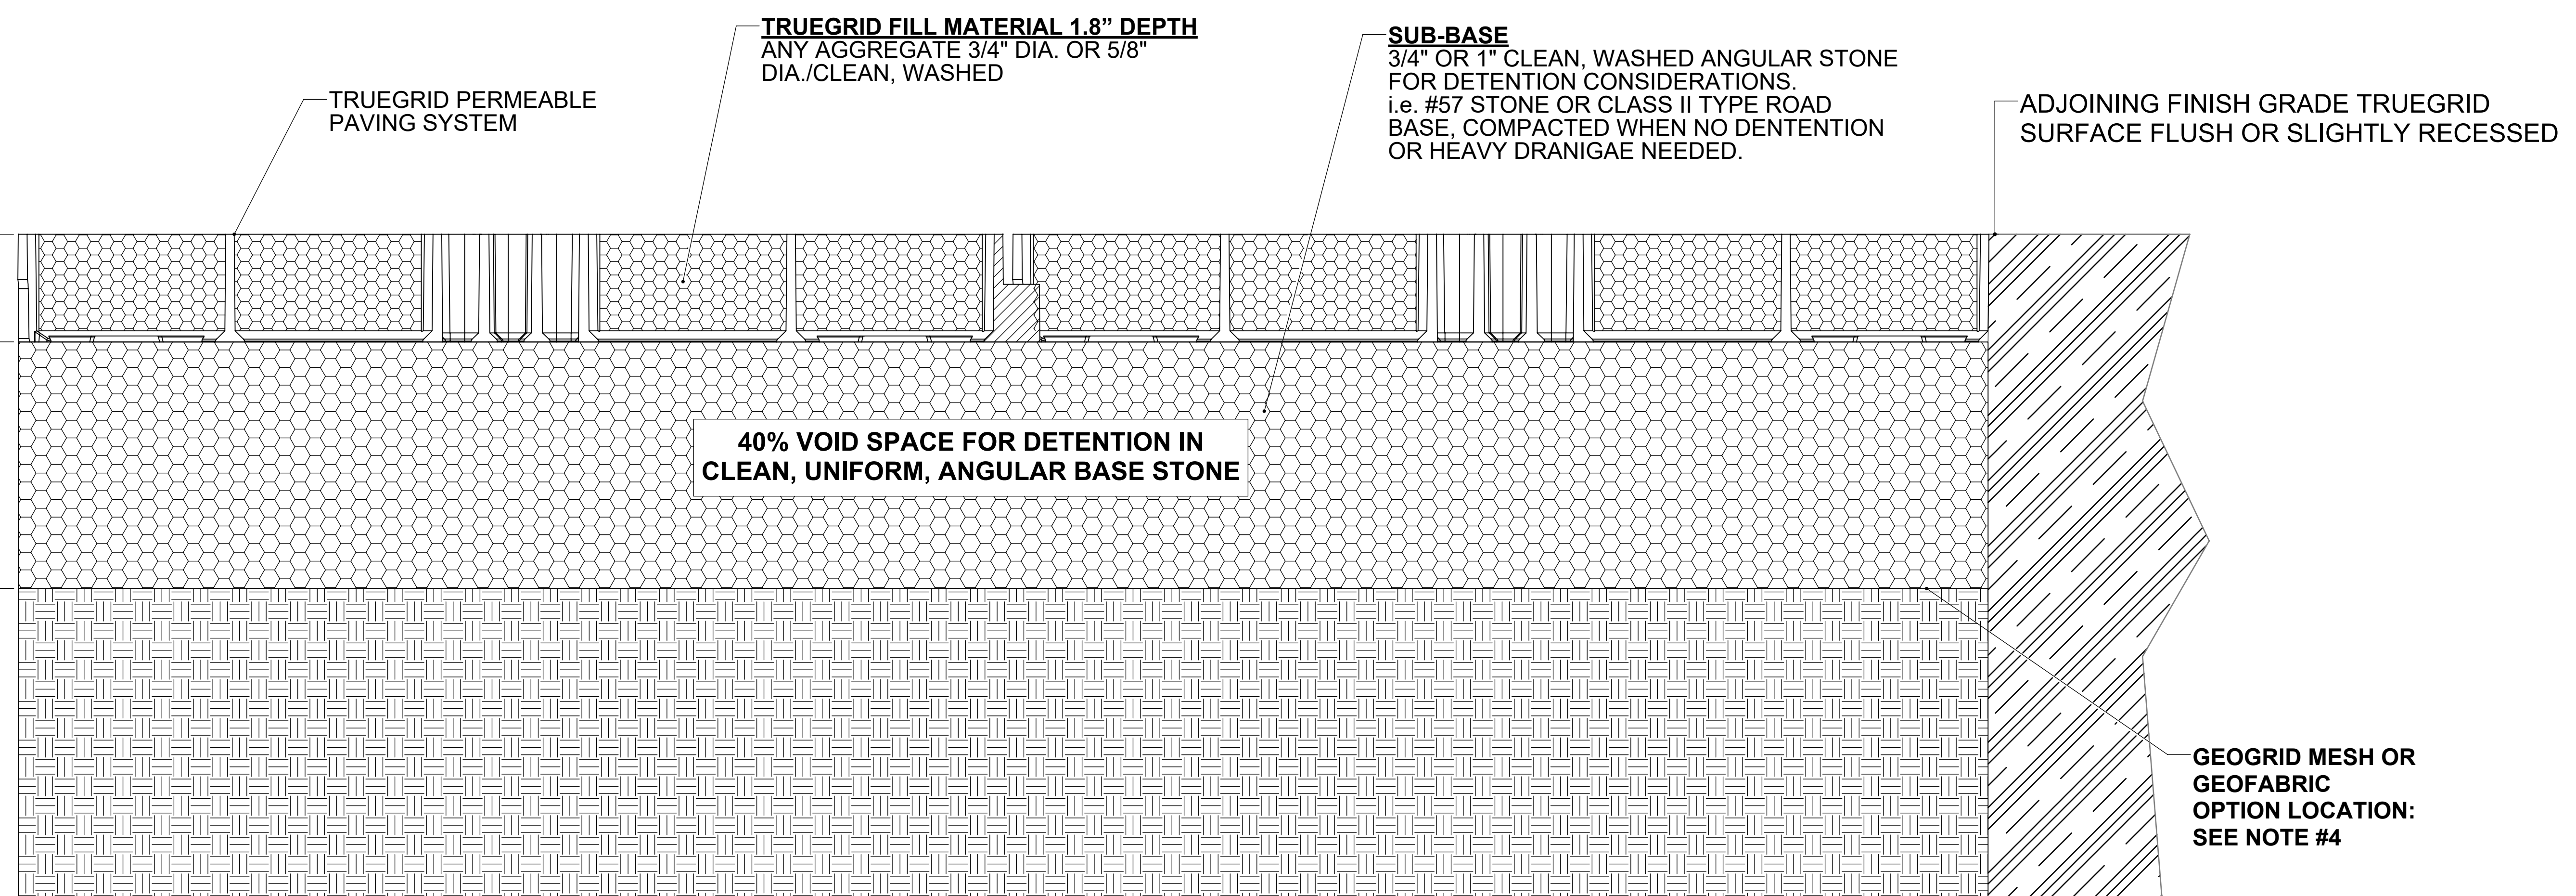 TRUEGRID FILL MATERIAL 1.8” DEPTH
ANY AGGREGATE 3/4" DIA. OR 5/8"
DIA./CLEAN, WASHED
SUB-BASE
3/4" OR 1" CLEAN, WASHED ANGULAR STONE
FOR DETENTION CONSIDERATIONS.
i.e. #57 STONE OR CLASS II TYPE ROAD
BASE, COMPACTED WHEN NO DENTENTION
OR HEAVY DRANIGAE NEEDED.
TRUEGRID PERMEABLE
PAVING SYSTEM
ADJOINING FINISH GRADE TRUEGRID
SURFACE FLUSH OR SLIGHTLY RECESSED
40% VOID SPACE FOR DETENTION IN
CLEAN, UNIFORM, ANGULAR BASE STONE
GEOGRID MESH OR
GEOFABRIC
OPTION LOCATION:
SEE NOTE #4